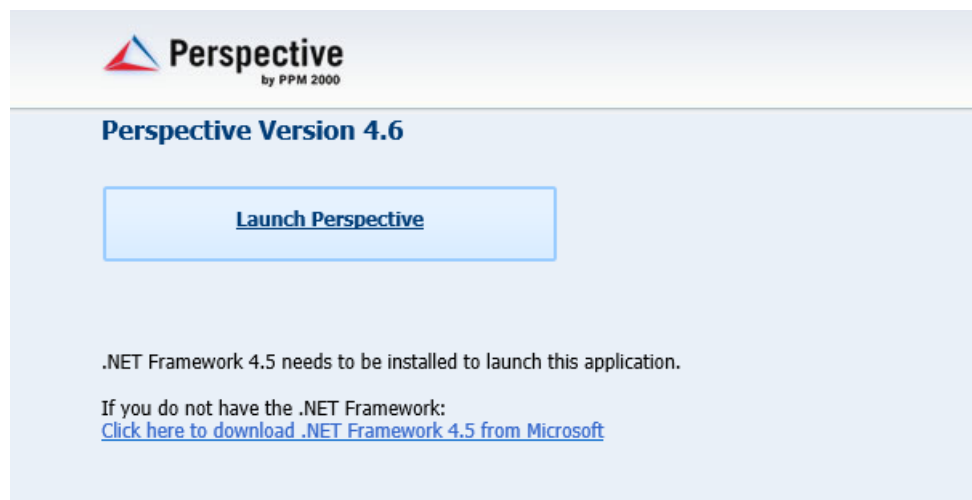 Perspective
by PPM 2000
Perspective Version 4.6
Launch Perspective
.NET Framework 4.5 needs to be installed to launch this application.
If you do not have the .NET Framework:
Click here to download .NET Framework 4.5 from Microsoft